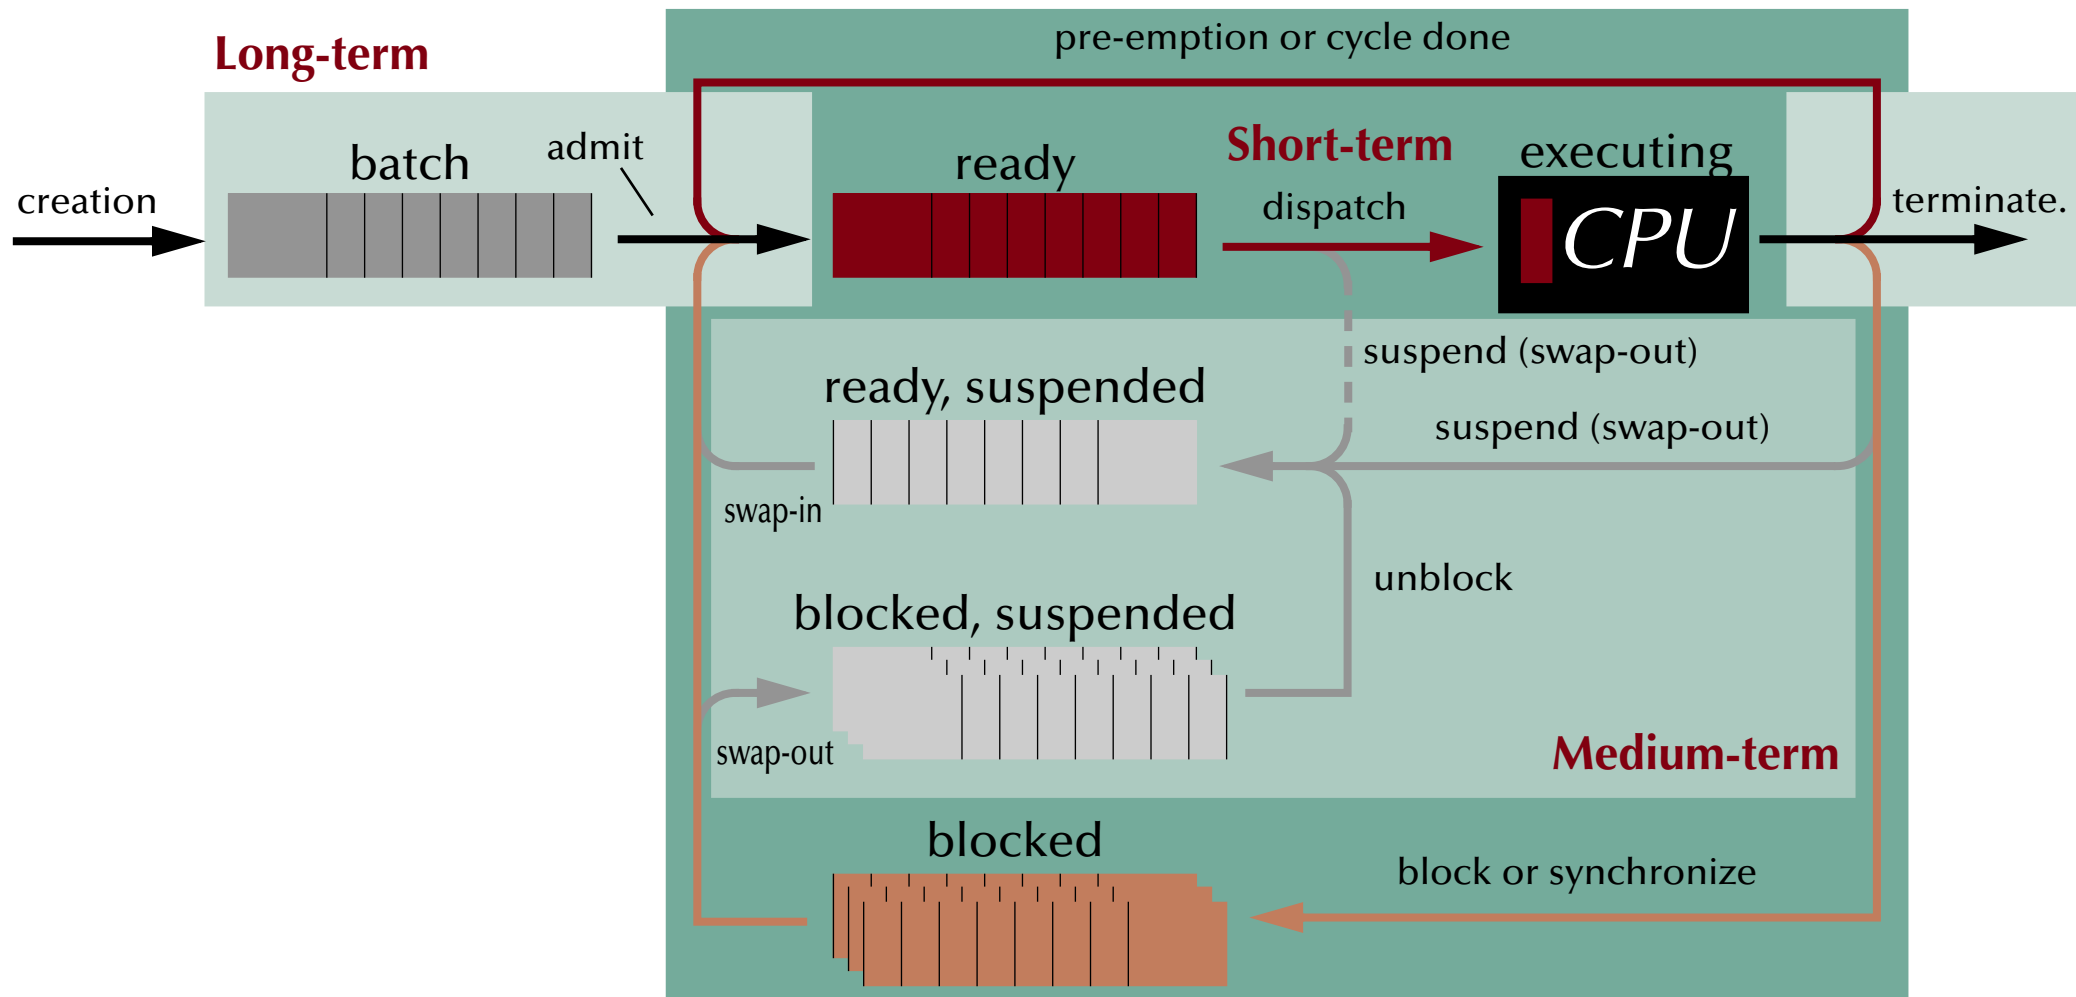 pre-emption or cycle done
Long-term
batch
admit
ready
Short-term
executing
creation
dispatch
CPU
terminate.
suspend (swap-out)
ready, suspended
suspend (swap-out)
swap-in
unblock
blocked, suspended
swap-out
Medium-term
blocked
block or synchronize